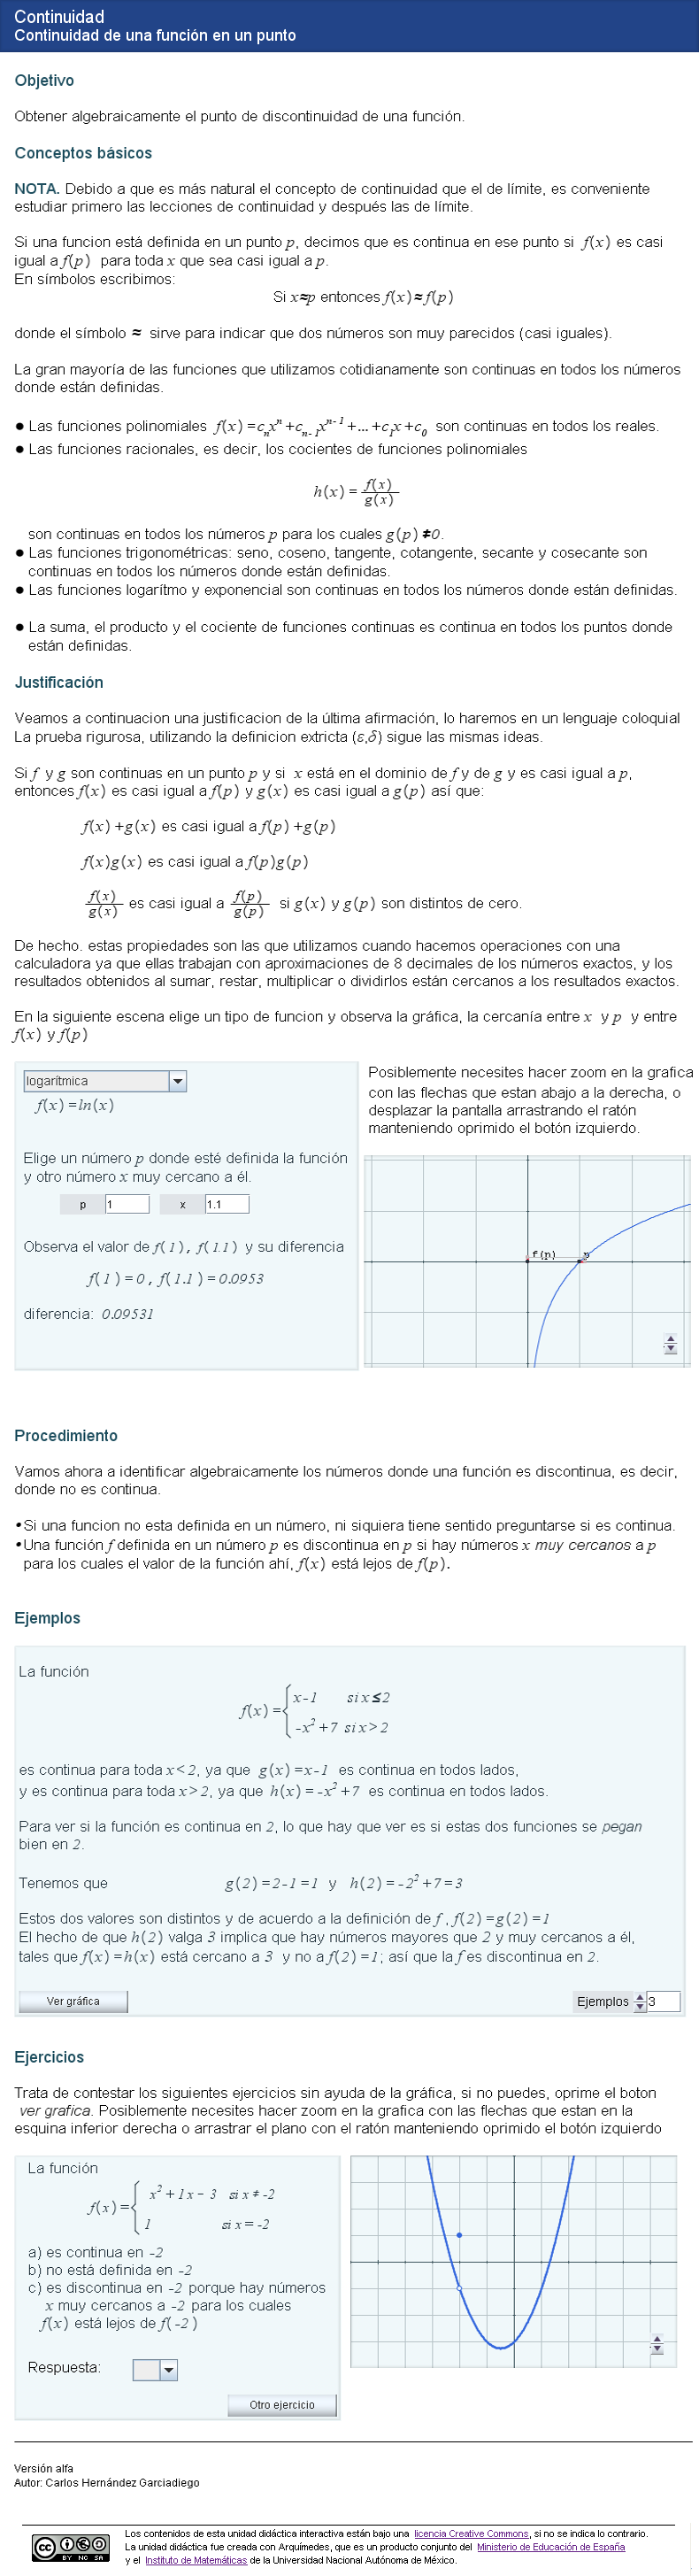 Continuidad
Continuidad de una función en un punto
Objetivo
Obtener algebraicamente el punto de discontinuidad de una función.
Conceptos básicos
NOTA. Debido a que es más natural el concepto de continuidad que el de límite, es conveniente
estudiar primero las lecciones de continuidad y después las de límite.
Si una funcion está definida en un punto p, decimos que es continua en ese punto si f(x) es casi
igual a f(p) para toda x que sea casi igual a p.
En símbolos escribimos:
Si x≈p entonces f(x)≈f(p)
donde el símbolo ≈ sirve para indicar que dos números son muy parecidos (casi iguales).
La gran mayoría de las funciones que utilizamos cotidianamente son continuas en todos los números
donde están definidas.
● Las funciones polinomiales f(x)=cₙxⁿ+cₙ₋₁xⁿ⁻¹+...+c₁x+c₀ son continuas en todos los reales.
● Las funciones racionales, es decir, los cocientes de funciones polinomiales
h(x)=f(x)/g(x)
son continuas en todos los números p para los cuales g(p)≠0.
● Las funciones trigonométricas: seno, coseno, tangente, cotangente, secante y cosecante son
continuas en todos los números donde están definidas.
● Las funciones logarítmo y exponencial son continuas en todos los números donde están definidas.
● La suma, el producto y el cociente de funciones continuas es continua en todos los puntos donde
están definidas.
Justificación
Veamos a continuacion una justificacion de la última afirmación, lo haremos en un lenguaje coloquial
La prueba rigurosa, utilizando la definicion extricta (ε,δ) sigue las mismas ideas.
Si f y g son continuas en un punto p y si x está en el dominio de f y de g y es casi igual a p,
entonces f(x) es casi igual a f(p) y g(x) es casi igual a g(p) así que:
f(x)+g(x) es casi igual a f(p)+g(p)
f(x)g(x) es casi igual a f(p)g(p)
f(x)/g(x) es casi igual a f(p)/g(p) si g(x) y g(p) son distintos de cero.
De hecho. estas propiedades son las que utilizamos cuando hacemos operaciones con una
calculadora ya que ellas trabajan con aproximaciones de 8 decimales de los números exactos, y los
resultados obtenidos al sumar, restar, multiplicar o dividirlos están cercanos a los resultados exactos.
En la siguiente escena elige un tipo de funcion y observa la gráfica, la cercanía entre x y p y entre
f(x) y f(p)
logarítmica
f(x)=ln(x)
Elige un número p donde esté definida la función
y otro número x muy cercano a él.
p 1 x 1.1
Observa el valor de f(1), f(1.1) y su diferencia
f(1)=0, f(1.1)=0.0953
diferencia: 0.09531
Posiblemente necesites hacer zoom en la grafica
con las flechas que estan abajo a la derecha, o
desplazar la pantalla arrastrando el ratón
manteniendo oprimido el botón izquierdo.
f(p) p
Procedimiento
Vamos ahora a identificar algebraicamente los números donde una función es discontinua, es decir,
donde no es continua.
• Si una funcion no esta definida en un número, ni siquiera tiene sentido preguntarse si es continua.
• Una función f definida en un número p es discontinua en p si hay números x muy cercanos a p
para los cuales el valor de la función ahí, f(x) está lejos de f(p).
Ejemplos
La función
f(x)={ x-1 si x≤2
-x²+7 si x>2
es continua para toda x<2, ya que g(x)=x-1 es continua en todos lados,
y es continua para toda x>2, ya que h(x)=-x²+7 es continua en todos lados.
Para ver si la función es continua en 2, lo que hay que ver es si estas dos funciones se pegan
bien en 2.
Tenemos que g(2)=2-1=1 y h(2)=-2²+7=3
Estos dos valores son distintos y de acuerdo a la definición de f, f(2)=g(2)=1
El hecho de que h(2) valga 3 implica que hay números mayores que 2 y muy cercanos a él,
tales que f(x)=h(x) está cercano a 3 y no a f(2)=1; así que la f es discontinua en 2.
Ver gráfica Ejemplos 3
Ejercicios
Trata de contestar los siguientes ejercicios sin ayuda de la gráfica, si no puedes, oprime el boton
ver grafica. Posiblemente necesites hacer zoom en la grafica con las flechas que estan en la
esquina inferior derecha o arrastrar el plano con el ratón manteniendo oprimido el botón izquierdo
La función
f(x)={ x²+1x-3 si x≠-2
1 si x=-2
a) es continua en -2
b) no está definida en -2
c) es discontinua en -2 porque hay números
x muy cercanos a -2 para los cuales
f(x) está lejos de f(-2)
Respuesta:
Otro ejercicio
Versión alfa
Autor: Carlos Hernández Garciadiego
Los contenidos de esta unidad didáctica interactiva están bajo una licencia Creative Commons, si no se indica lo contrario.
La unidad didáctica fue creada con Arquímedes, que es un producto conjunto del Ministerio de Educación de España
y el Instituto de Matemáticas de la Universidad Nacional Autónoma de México.
cc BY NC SA